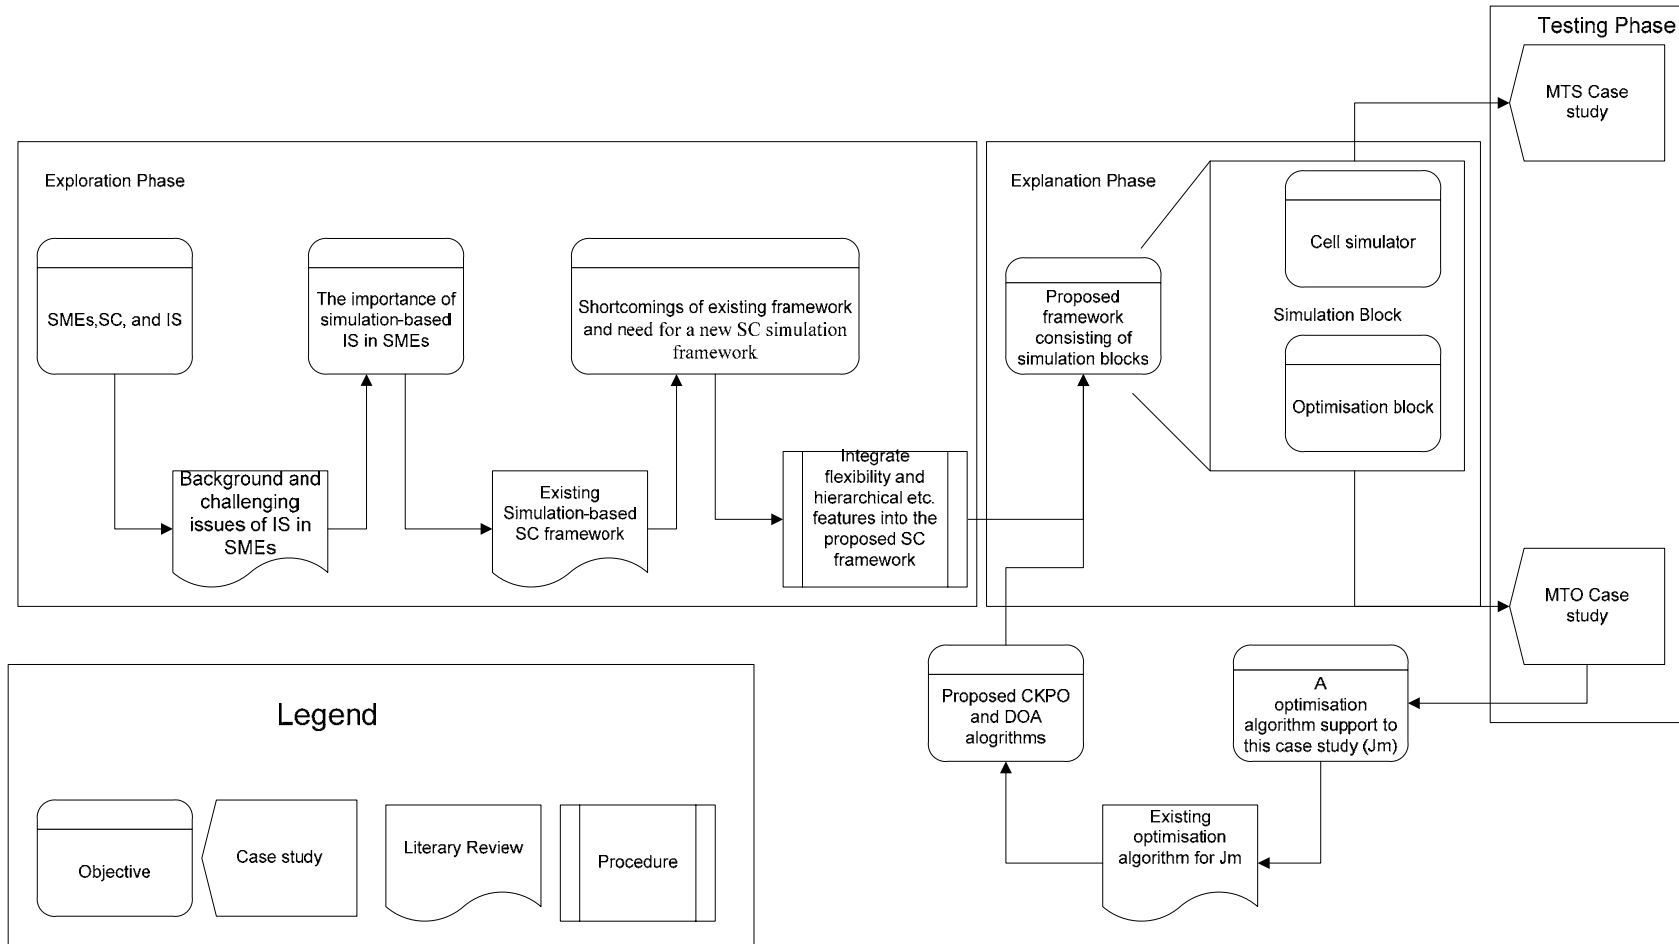 Testing Phase
MTS Case
study
Exploration Phase
SMEs,SC, and IS
The importance of
simulation-based
IS in SMEs
Shortcomings of existing framework
and need for a new SC simulation
framework
Background and
challenging
issues of IS in
SMEs
Existing
Simulation-based
SC framework
Integrate
flexibility and
hierarchical etc.
features into the
proposed SC
framework
Explanation Phase
Proposed
framework
consisting of
simulation blocks
Cell simulator
Simulation Block
Optimisation block
MTO Case
study
A
optimisation
algorithm support to
this case study (Jm)
Existing
optimisation
algorithm for Jm
Proposed CKPO
and DOA
alogrithms
Legend
Objective
Case study
Literary Review
Procedure